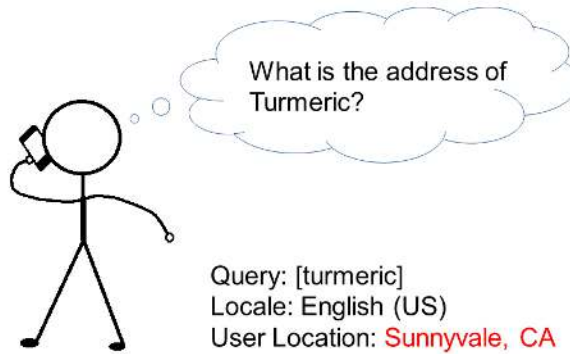 What is the address of
Turmeric?
Query: [turmeric]
Locale: English (US)
User Location: Sunnyvale, CA